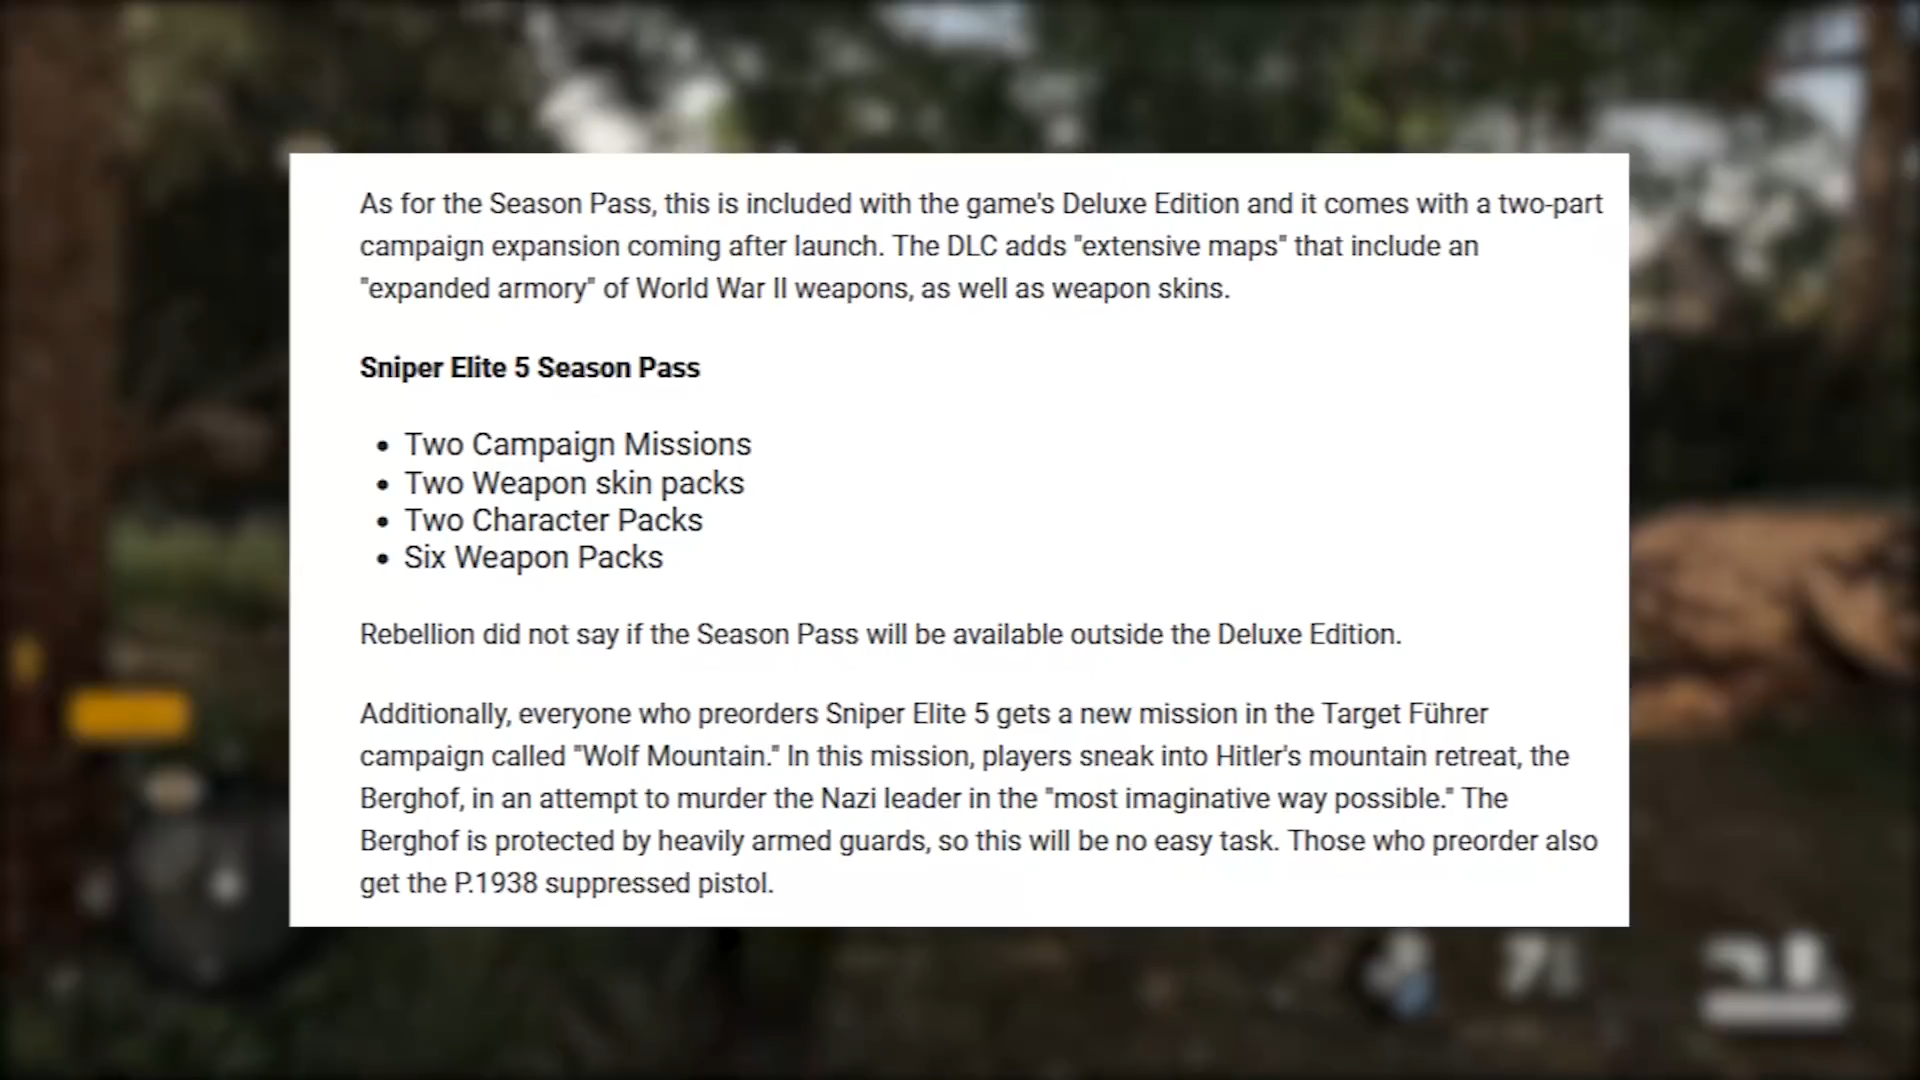 As for the Season Pass, this is included with the game's Deluxe Edition and it comes with a two-part
campaign expansion coming after launch. The DLC adds "extensive maps" that include an
"expanded armory" of World War II weapons, as well as weapon skins.
Sniper Elite 5 Season Pass
• Two Campaign Missions
• Two Weapon skin packs
• Two Character Packs
• Six Weapon Packs
Rebellion did not say if the Season Pass will be available outside the Deluxe Edition.
Additionally, everyone who preorders Sniper Elite 5 gets a new mission in the Target Führer
campaign called "Wolf Mountain." In this mission, players sneak into Hitler's mountain retreat, the
Berghof, in an attempt to murder the Nazi leader in the "most imaginative way possible." The
Berghof is protected by heavily armed guards, so this will be no easy task. Those who preorder also
get the P.1938 suppressed pistol.